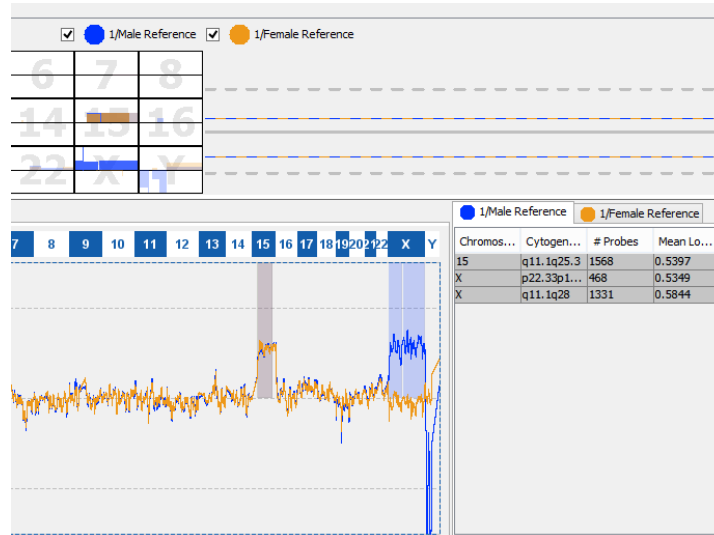 1/Male Reference 1/Female Reference
6 7 8
14 15 16
22 X Y
1/Male Reference 1/Female Reference
7 8 9 10 11 12 13 14 15 16 17 18 19 20 21 22 X Y
Chromos... Cytogen... # Probes Mean Lo...
15 q11.1q25.3 1568 0.5397
X p22.33p1... 468 0.5349
X q11.1q28 1331 0.5844